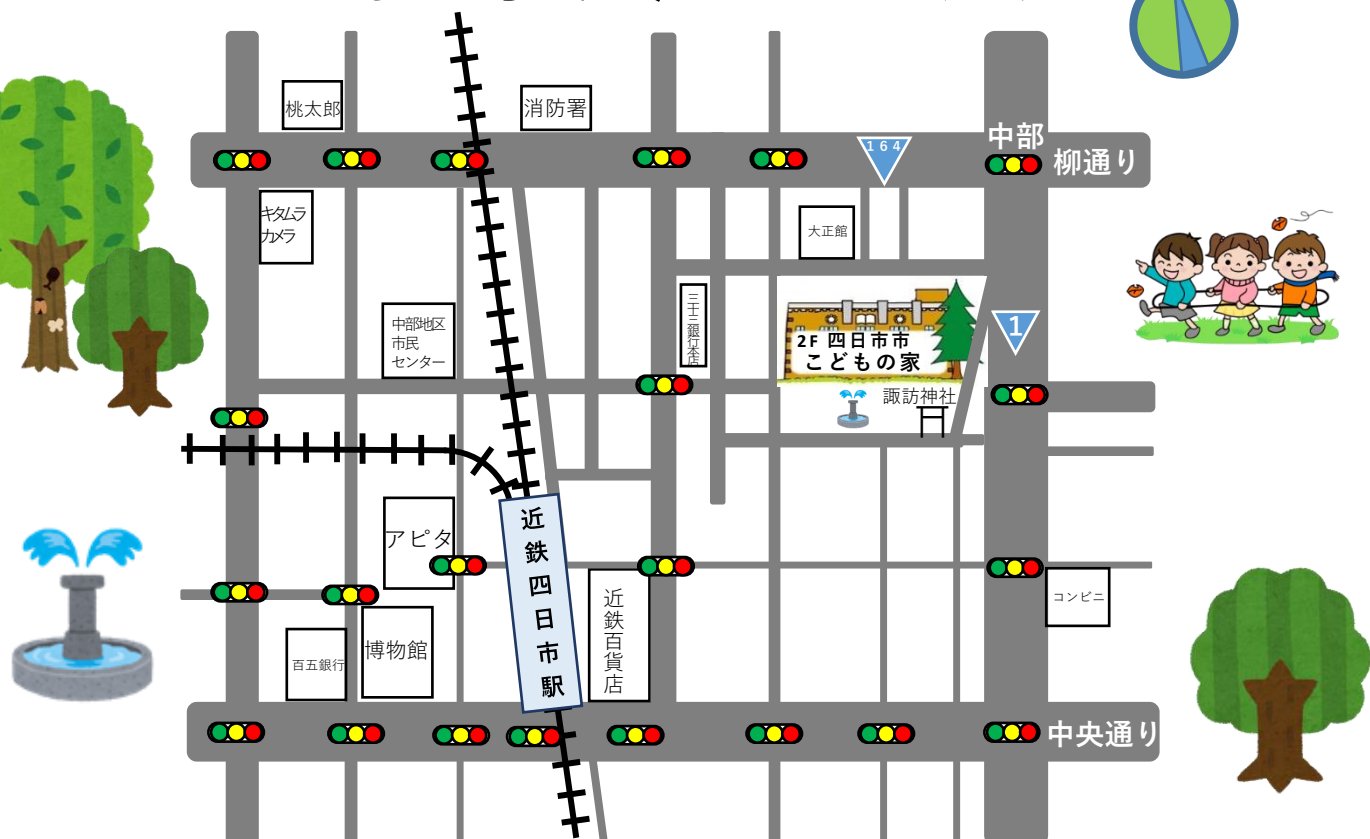 桃太郎
消防署
164
中部
柳通り
キタムラ
カメラ
大正館
中部地区
市民
センター
三十三銀行本店
2F 四日市市
こどもの家
1
諏訪神社
アピタ
近鉄四日市駅
近鉄百貨店
コンビニ
百五銀行
博物館
中央通り